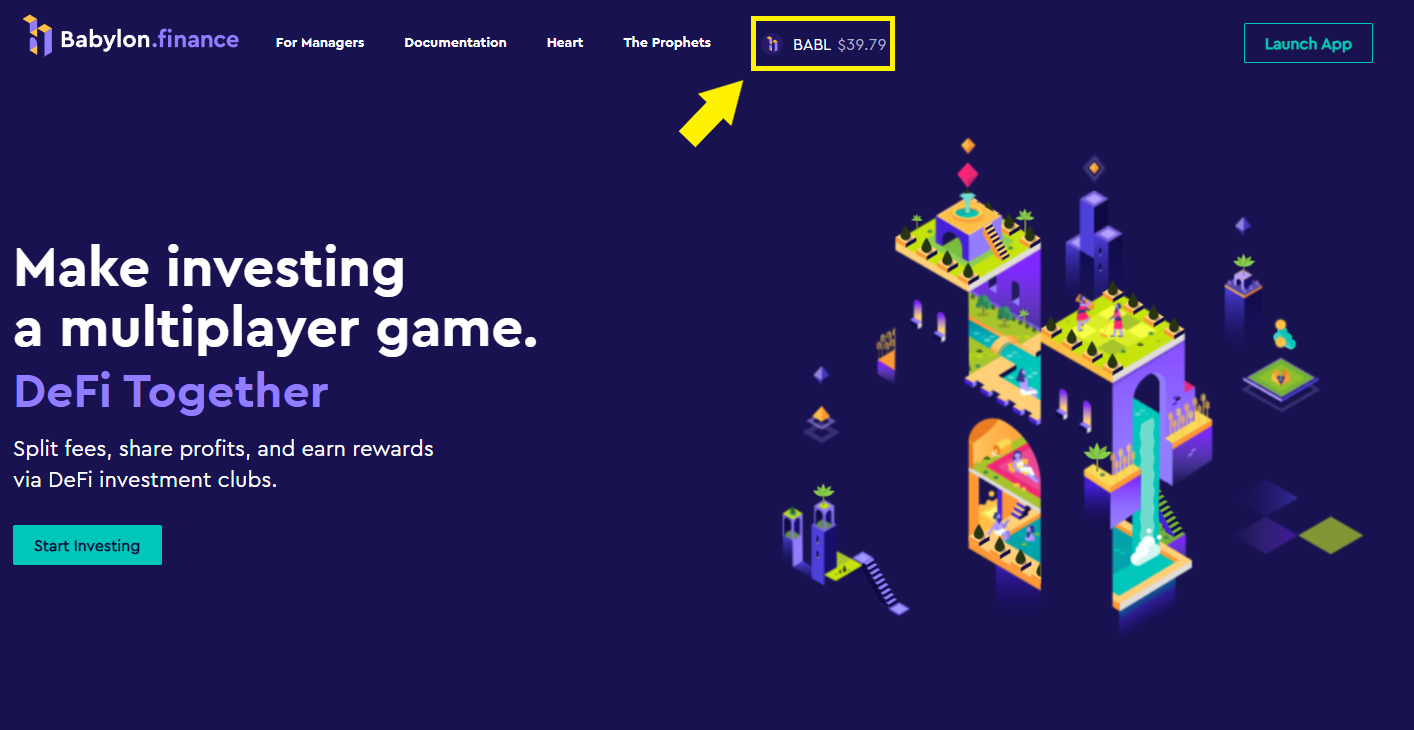 Babylon.finance
For Managers
Documentation
Heart
The Prophets
BABL $39.79
Launch App
Make investing
a multiplayer game.
DeFi Together
Split fees, share profits, and earn rewards
via DeFi investment clubs.
Start Investing